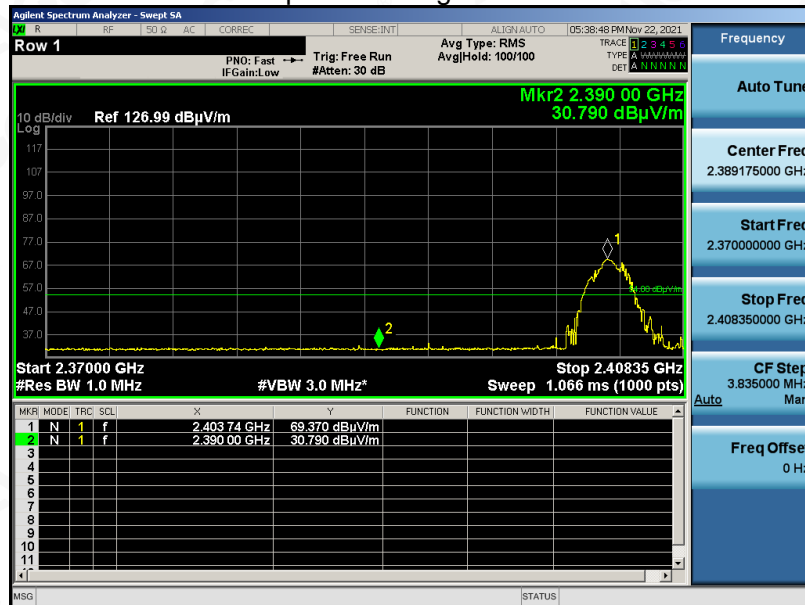 Agilent Spectrum Analyzer - Swept SA
R RF 50 Ω AC CORREC SENSE:INT ALIGN AUTO 05:38:48 PM Nov 22, 2021
Row 1
PNO: Fast
IFGain:Low
Trig: Free Run
#Atten: 30 dB
Avg Type: RMS
Avg|Hold: 100/100
TRACE 1 2 3 4 5 6
TYPE A WWWWW
DET A N N N N N
Mkr2 2.390 00 GHz
30.790 dBµV/m
10 dB/div Ref 126.99 dBµV/m
Log
117
107
97.0
87.0
77.0
67.0
57.0
47.0
37.0
1
2
Start 2.37000 GHz Stop 2.40835 GHz
#Res BW 1.0 MHz #VBW 3.0 MHz* Sweep 1.066 ms (1000 pts)
MKR MODE TRC SCL X Y FUNCTION FUNCTION WIDTH FUNCTION VALUE
1 N 1 f 2.403 74 GHz 69.370 dBµV/m
2 N 1 f 2.390 00 GHz 30.790 dBµV/m
3
4
5
6
7
8
9
10
11
MSG STATUS
Frequency
Auto Tune
Center Freq
2.389175000 GHz
Start Freq
2.370000000 GHz
Stop Freq
2.408350000 GHz
CF Step
3.835000 MHz
Auto Man
Freq Offset
0 Hz